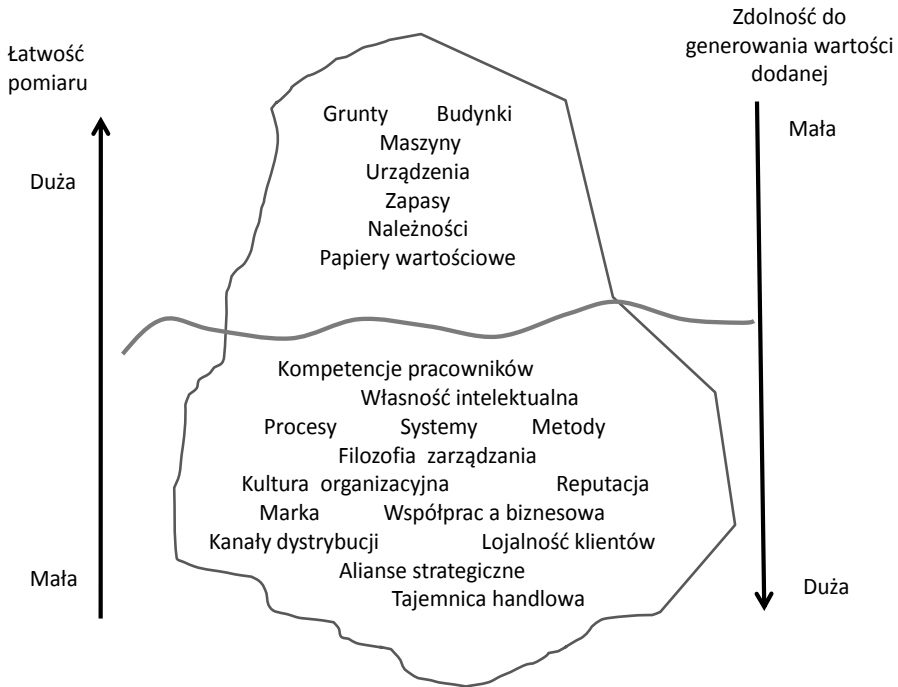 Łatwość
pomiaru
Zdolność do
generowania wartości
dodanej
Duża
Mała
Grunty Budynki
Maszyny
Urządzenia
Zapasy
Należności
Papiery wartościowe
Kompetencje pracowników
Własność intelektualna
Procesy Systemy Metody
Filozofia zarządzania
Kultura organizacyjna Reputacja
Marka Współprac a biznesowa
Kanały dystrybucji Lojalność klientów
Alianse strategiczne
Tajemnica handlowa
Mała
Duża